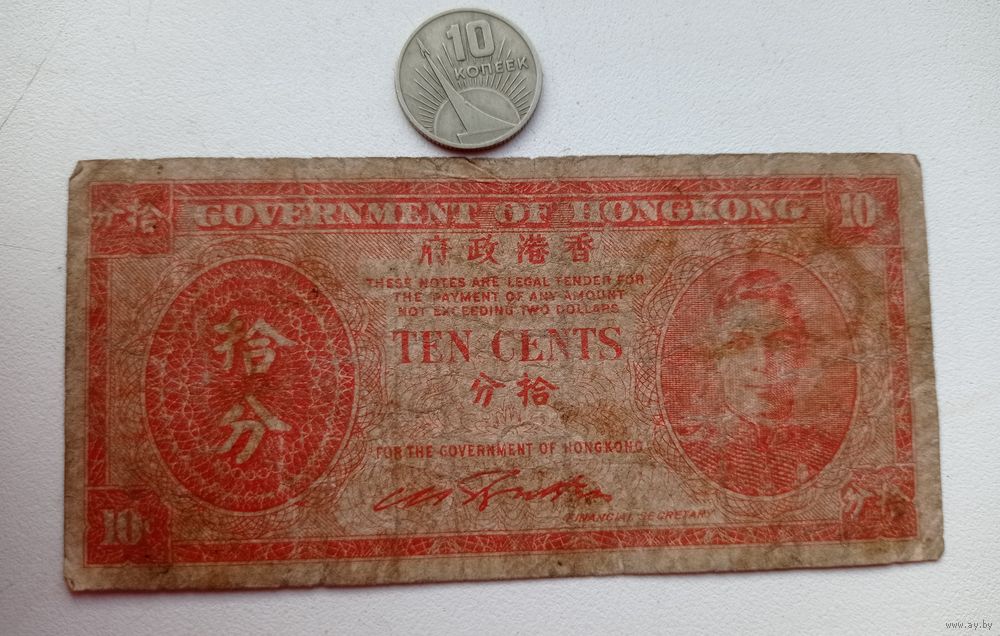 10
КОПЕЕК
分拾
GOVERNMENT OF HONGKONG
10¢
府政港香
THESE NOTES ARE LEGAL TENDER FOR
THE PAYMENT OF ANY AMOUNT
NOT EXCEEDING TWO DOLLARS
拾
分
TEN CENTS
分拾
FOR THE GOVERNMENT OF HONGKONG
FINANCIAL SECRETARY
10¢
分拾
www.ay.by